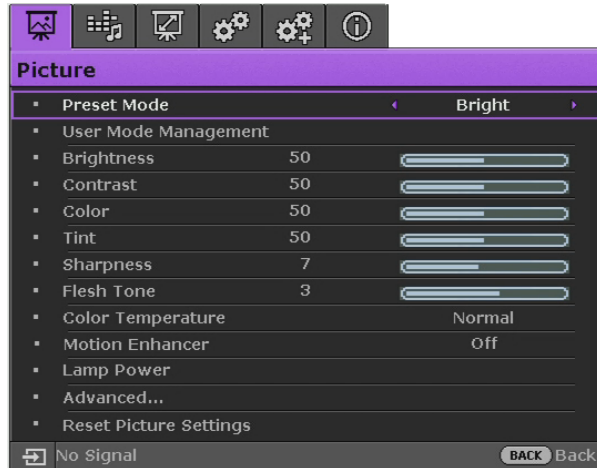 Picture
Preset Mode Bright
User Mode Management
Brightness 50
Contrast 50
Color 50
Tint 50
Sharpness 7
Flesh Tone 3
Color Temperature Normal
Motion Enhancer Off
Lamp Power
Advanced...
Reset Picture Settings
No Signal BACK Back